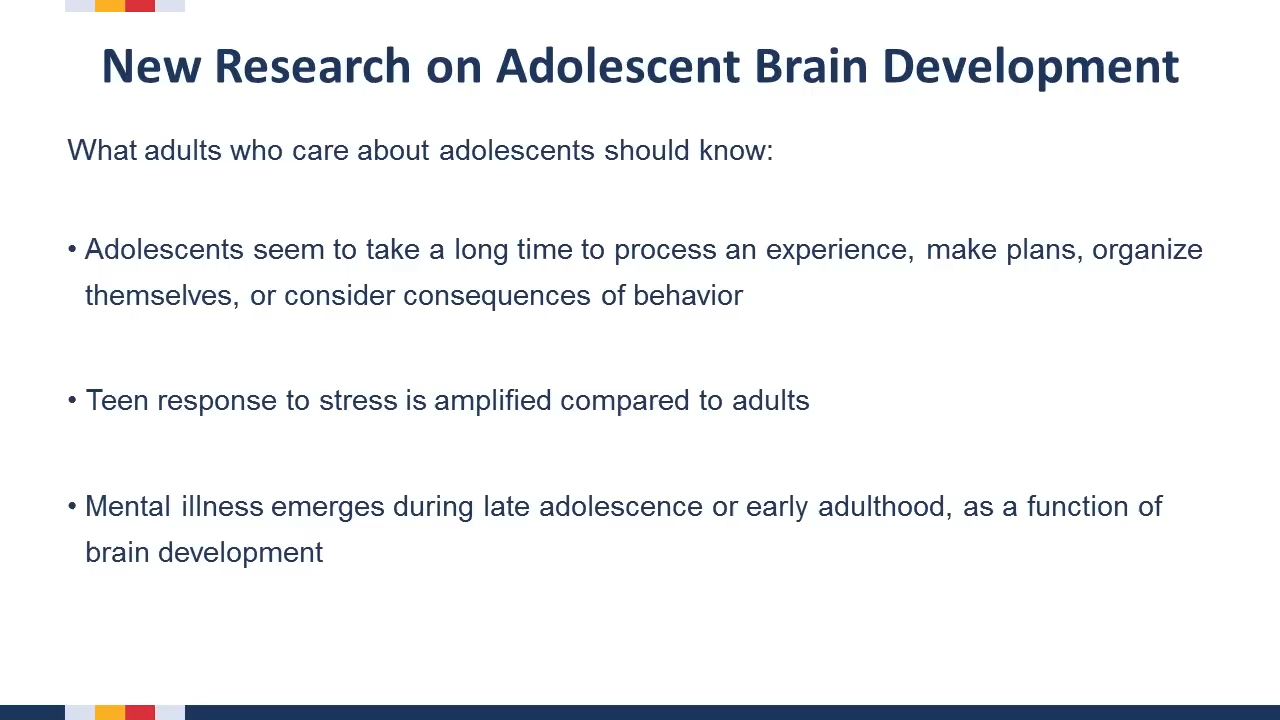 New Research on Adolescent Brain Development
What adults who care about adolescents should know:
• Adolescents seem to take a long time to process an experience, make plans, organize
themselves, or consider consequences of behavior
• Teen response to stress is amplified compared to adults
• Mental illness emerges during late adolescence or early adulthood, as a function of
brain development